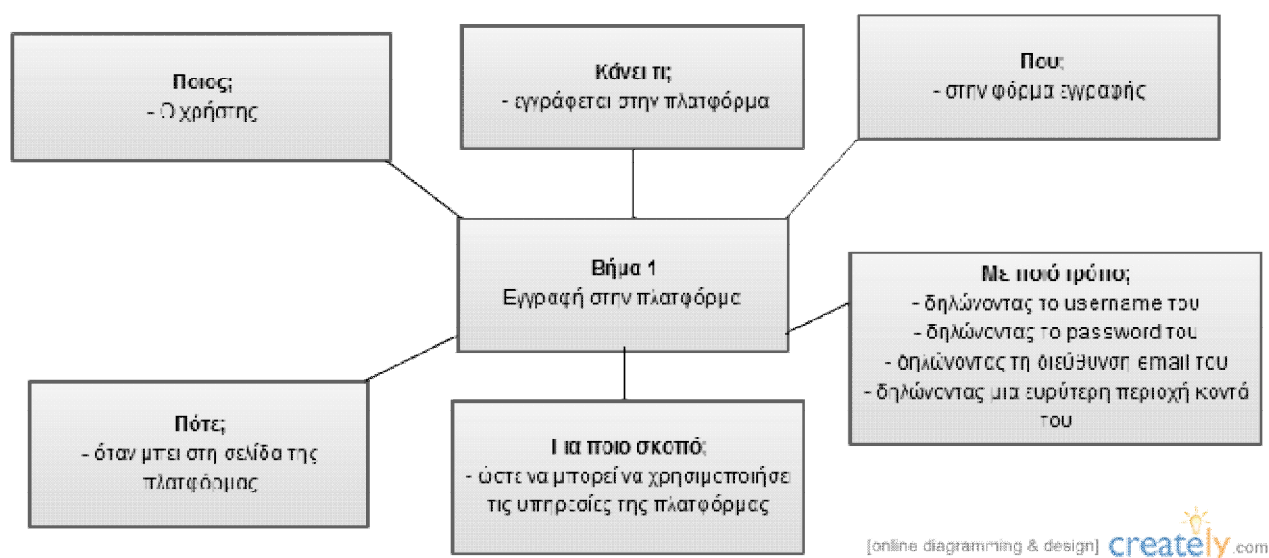 Ποιος;
- Ο χρήστης
Κάνει τι;
- εγγράφεται στην πλατφόρμα
Που;
- στην φόρμα εγγραφής
Βήμα 1
Εγγραφή στην πλατφόρμα
Με ποιό τρόπο;
- δηλώνοντας το username του
- δηλώνοντας το password του
- δηλώνοντας τη διεύθυνση email του
- δηλώνοντας μια ευρύτερη περιοχή κοντά
του
Πότε;
- όταν μπει στη σελίδα της
πλατφόρμας
Για ποιο σκοπό;
- ώστε να μπορεί να χρησιμοποιήσει
τις υπηρεσίες της πλατφόρμας
[online diagramming & design] creately.com